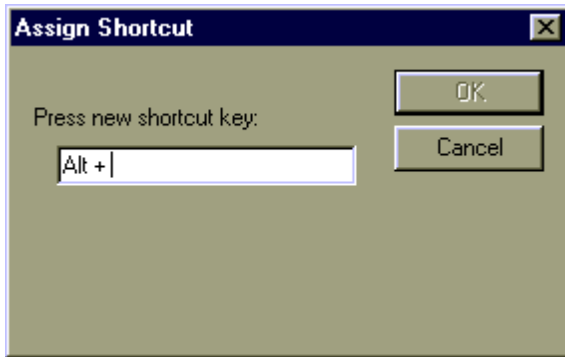 Assign Shortcut
OK
Press new shortcut key:
Cancel
Alt +